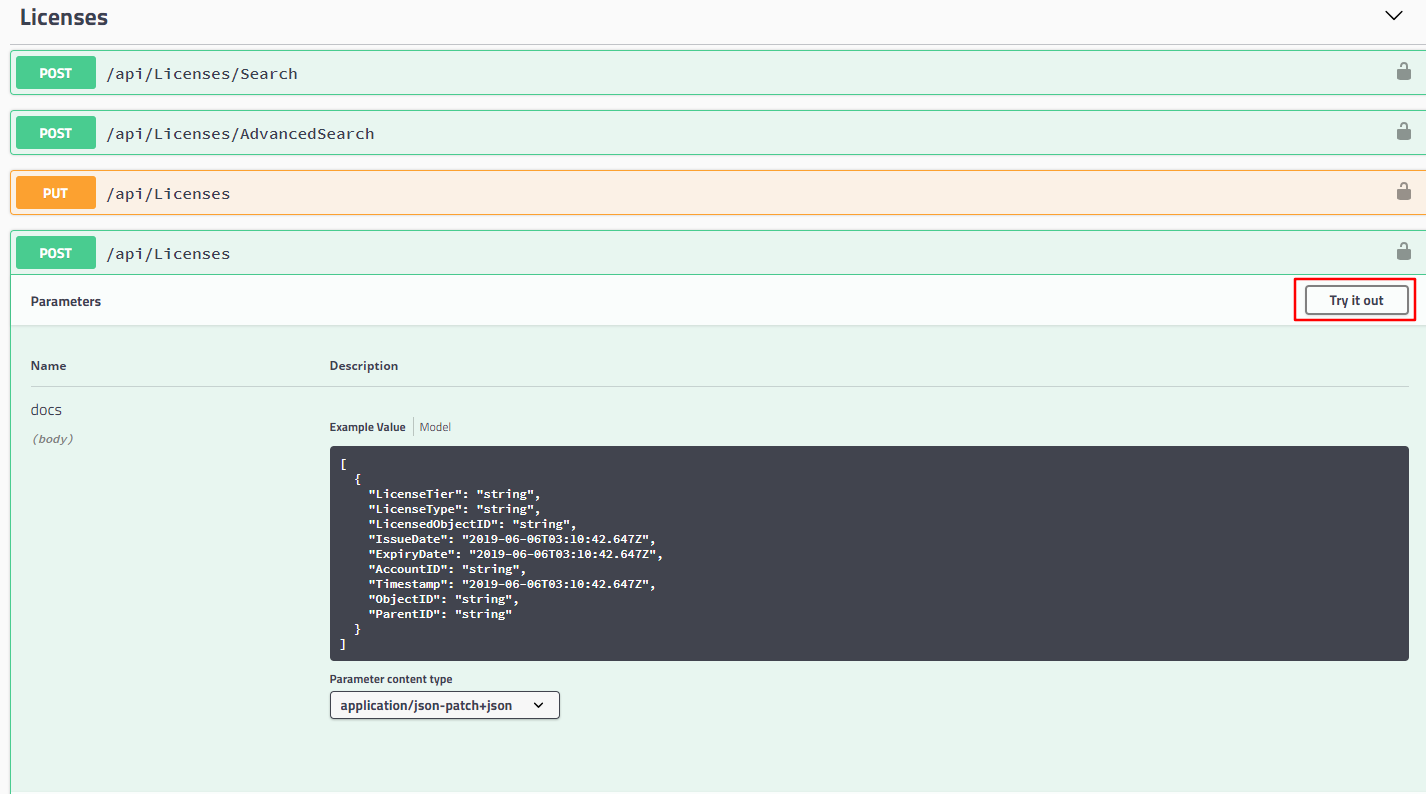 Licenses
POST /api/Licenses/Search
POST /api/Licenses/AdvancedSearch
PUT /api/Licenses
POST /api/Licenses
Parameters Try it out
Name Description
docs
(body)
Example Value Model
[
  {
    "LicenseTier": "string",
    "LicenseType": "string",
    "LicensedObjectID": "string",
    "IssueDate": "2019-06-06T03:10:42.647Z",
    "ExpiryDate": "2019-06-06T03:10:42.647Z",
    "AccountID": "string",
    "Timestamp": "2019-06-06T03:10:42.647Z",
    "ObjectID": "string",
    "ParentID": "string"
  }
]
Parameter content type
application/json-patch+json